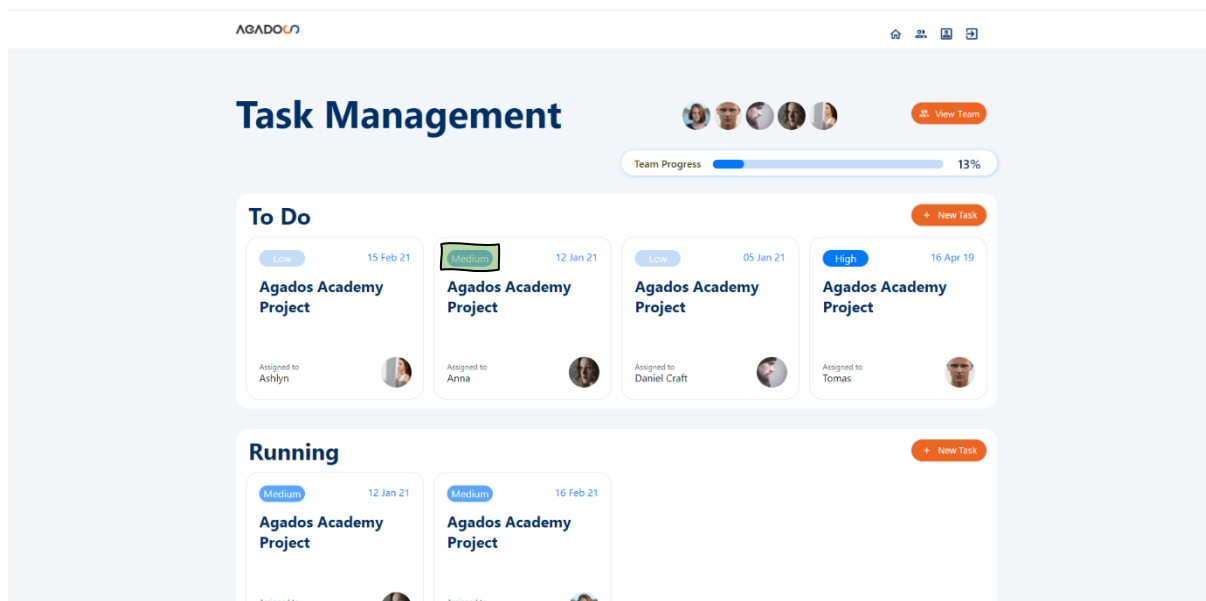 AGADOS
Task Management
View Team
Team Progress
13%
To Do
+ New Task
Low
15 Feb 21
Agados Academy
Project
Assigned to
Ashlyn
Medium
12 Jan 21
Agados Academy
Project
Assigned to
Anna
Low
05 Jan 21
Agados Academy
Project
Assigned to
Daniel Craft
High
16 Apr 19
Agados Academy
Project
Assigned to
Tomas
Running
+ New Task
Medium
12 Jan 21
Agados Academy
Project
Medium
16 Feb 21
Agados Academy
Project